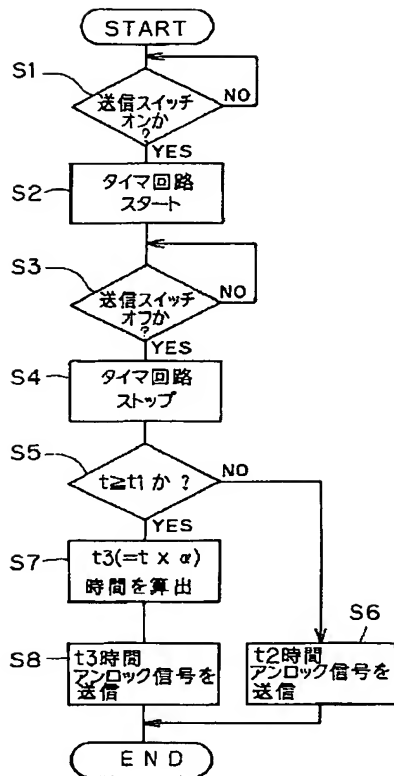 START
S1
送信スイッチ
オンか
?
NO
YES
S2
タイマ回路
スタート
S3
送信スイッチ
オフか
?
NO
YES
S4
タイマ回路
ストップ
S5
t≧t1か?
NO
YES
S7
t3(=t×α)
時間を算出
S6
S8
t3時間
アンロック信号を
送信
t2時間
アンロック信号を
送信
END